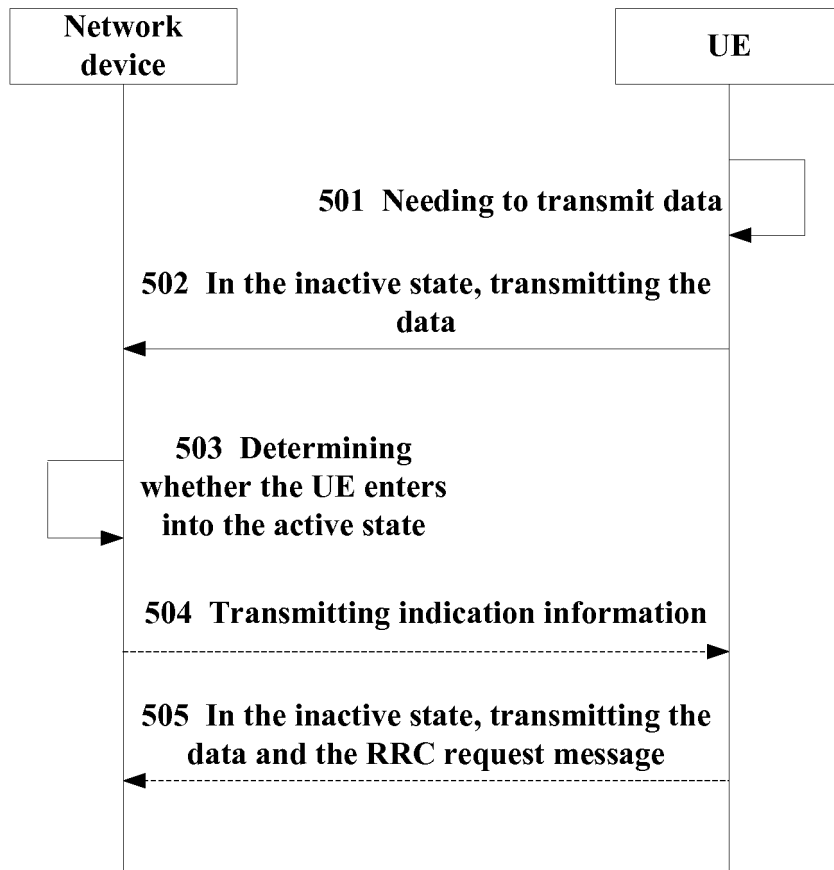 Network
device
UE
501 Needing to transmit data
502 In the inactive state, transmitting the
data
503 Determining
whether the UE enters
into the active state
504 Transmitting indication information
505 In the inactive state, transmitting the
data and the RRC request message